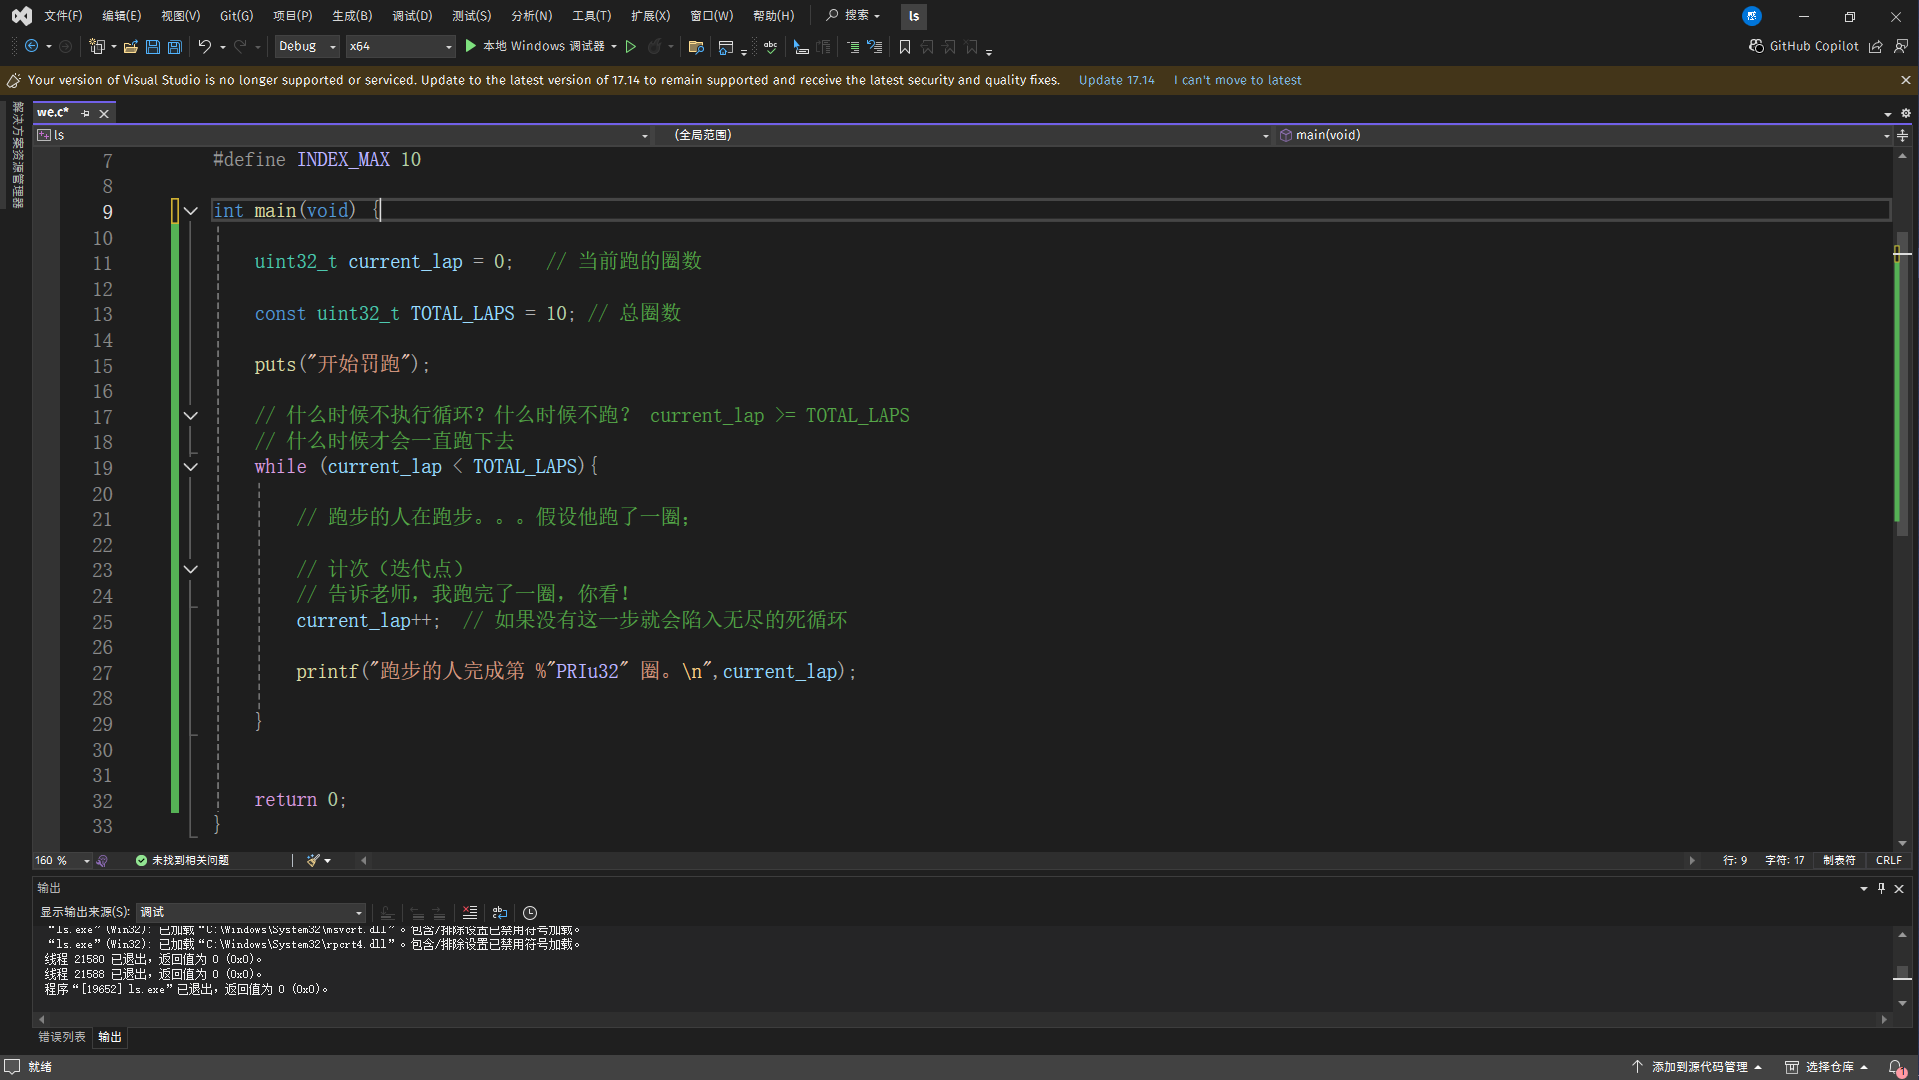 文件(F) 编辑(E) 视图(V) Git(G) 项目(P) 生成(B) 调试(D) 测试(S) 分析(N) 工具(T) 扩展(X) 窗口(W) 帮助(H) 搜索 ls
Debug x64 本地 Windows 调试器 GitHub Copilot
Your version of Visual Studio is no longer supported or serviced. Update to the latest version of 17.14 to remain supported and receive the latest security and quality fixes. Update 17.14 I can't move to latest
解决方案资源管理器
we.c*
ls (全局范围) main(void)
7 #define INDEX_MAX 10
8
9 int main(void) {
10
11 uint32_t current_lap = 0; // 当前跑的圈数
12
13 const uint32_t TOTAL_LAPS = 10; // 总圈数
14
15 puts("开始罚跑");
16
17 // 什么时候不执行循环？什么时候不跑？ current_lap >= TOTAL_LAPS
18 // 什么时候才会一直跑下去
19 while (current_lap < TOTAL_LAPS){
20
21 // 跑步的人在跑步。。。假设他跑了一圈；
22
23 // 计次（迭代点）
24 // 告诉老师，我跑完了一圈，你看！
25 current_lap++; // 如果没有这一步就会陷入无尽的死循环
26
27 printf("跑步的人完成第 %"PRIu32" 圈。\n",current_lap);
28
29 }
30
31
32 return 0;
33 }
160 % 未找到相关问题 行: 9 字符: 17 制表符 CRLF
输出
显示输出来源(S): 调试
“ls.exe”(Win32): 已加载“C:\Windows\System32\msvcrt.dll”。包含/排除设置已禁用符号加载。
“ls.exe”(Win32): 已加载“C:\Windows\System32\rpcrt4.dll”。包含/排除设置已禁用符号加载。
线程 21580 已退出，返回值为 0 (0x0)。
线程 21588 已退出，返回值为 0 (0x0)。
程序“[19652] ls.exe”已退出，返回值为 0 (0x0)。
错误列表 输出
就绪 添加到源代码管理 选择仓库 1